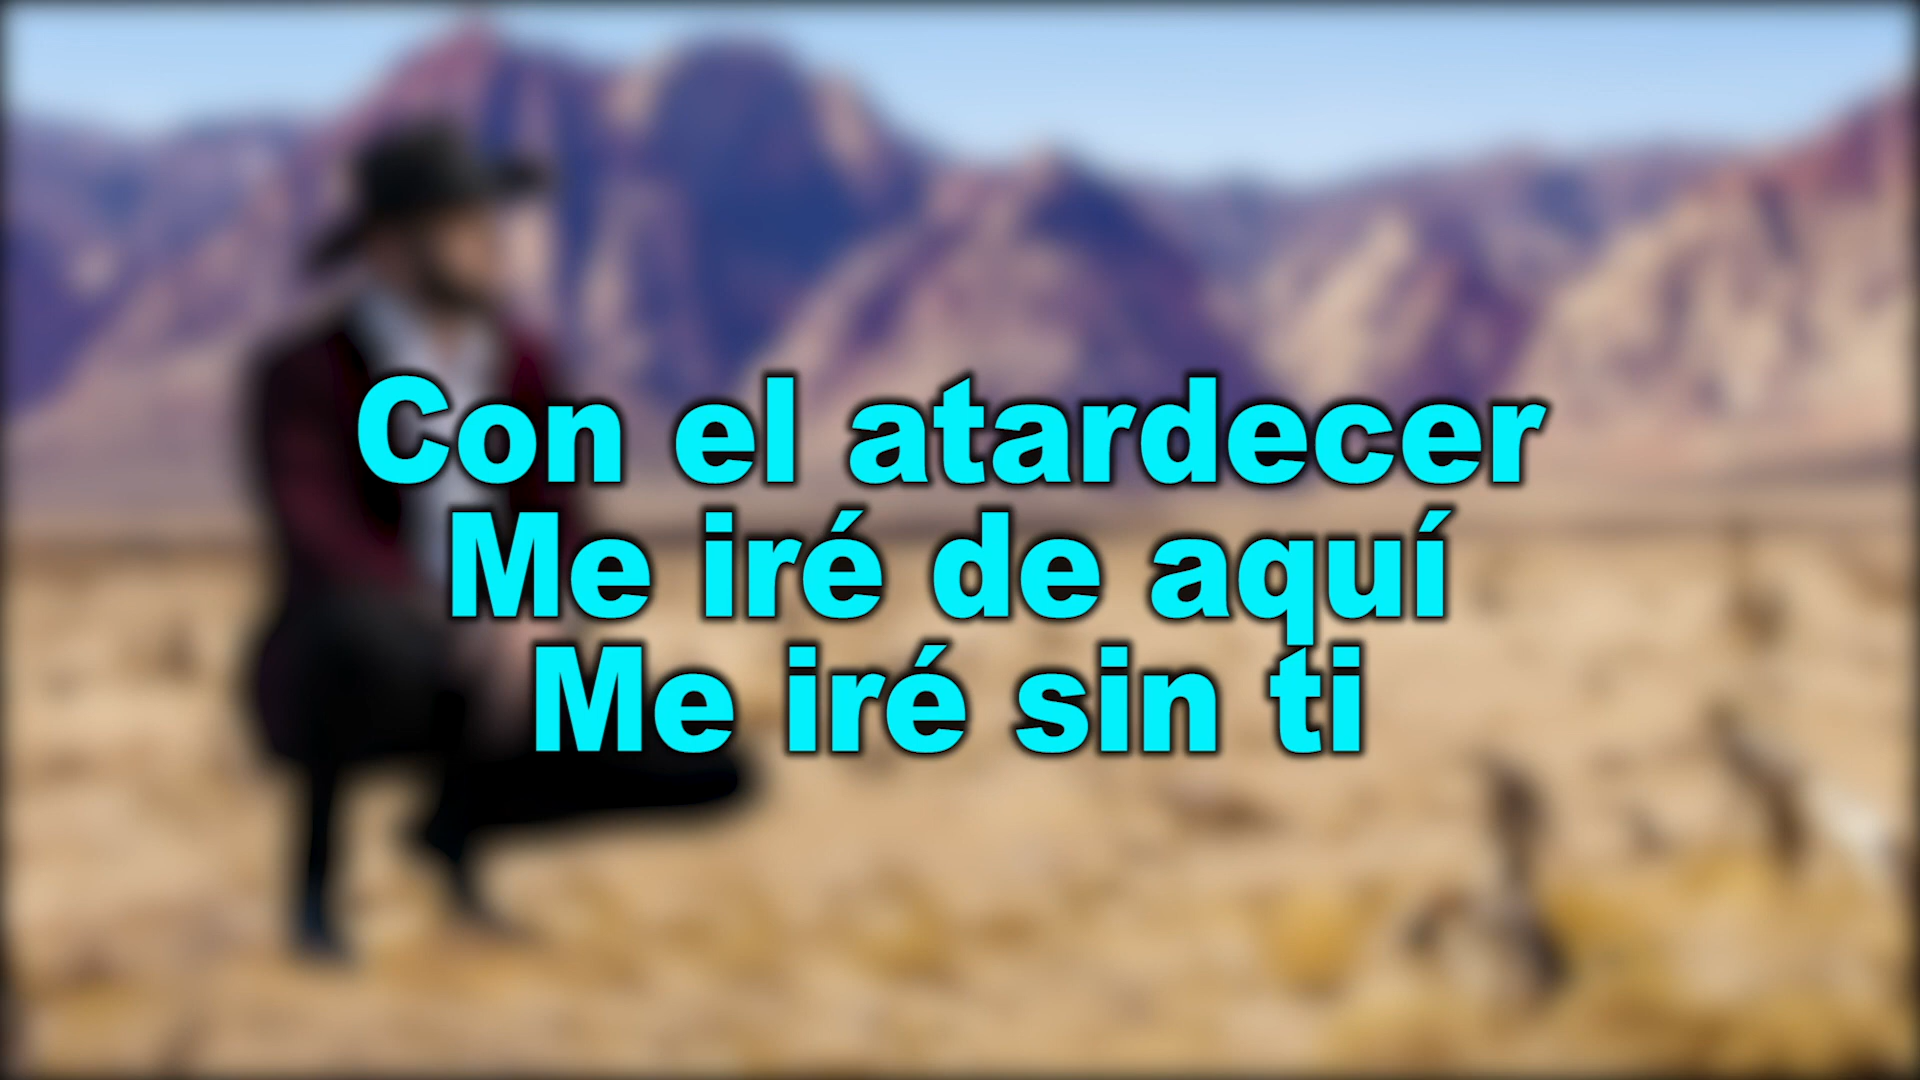 Con el atardecer
Me iré de aquí
Me iré sin ti